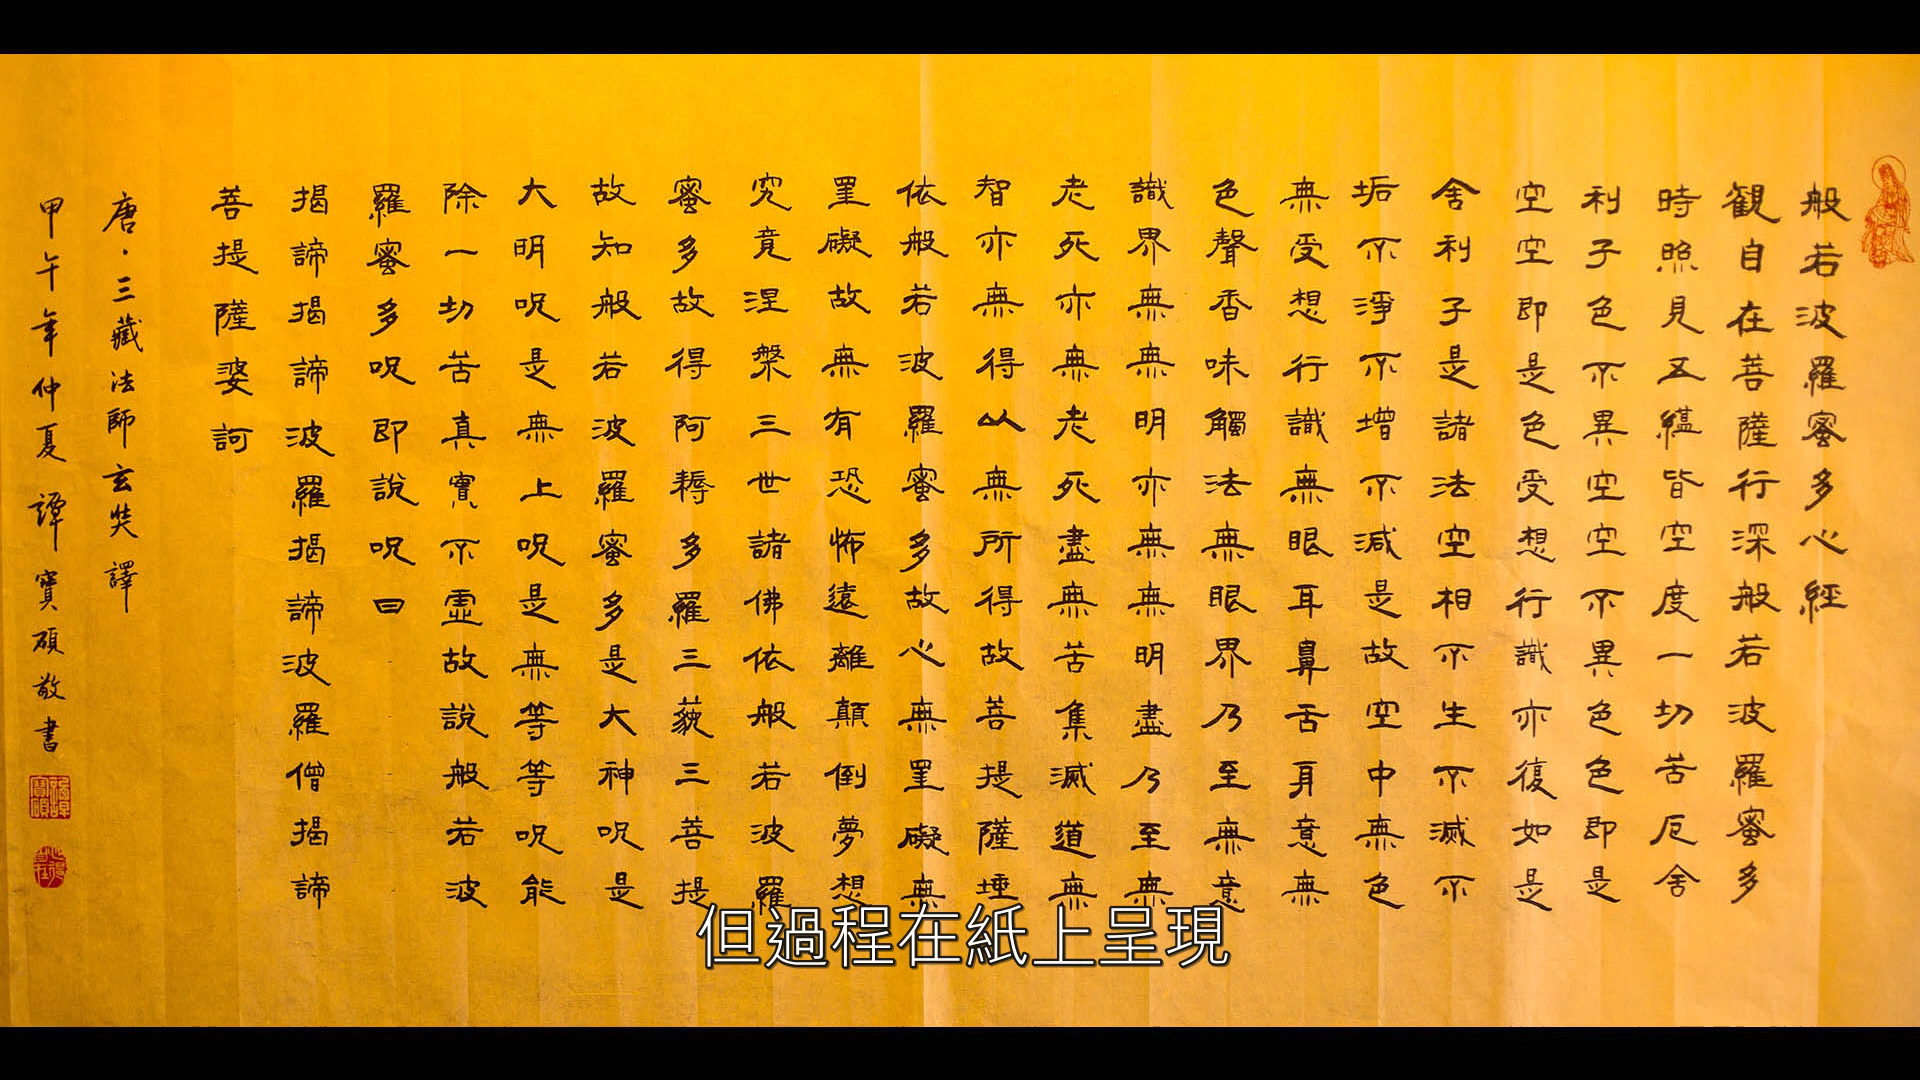 般若波羅蜜多心經
觀自在菩薩行深般若波羅蜜多
時照見五縕皆空度一切苦厄舍
利子色不異空空不異色色即是
空空即是色受想行識亦復如是
舍利子是諸法空相不生不滅不
垢不淨不增不減是故空中無色
無受想行識無眼耳鼻舌身意無
色聲香味觸法無眼界乃至無意
識界無無明亦無無明盡乃至無
老死亦無老死盡無苦集滅道無
智亦無得以無所得故菩提薩埵
依般若波羅蜜多故心無罣礙無
罣礙故無有恐怖遠離顛倒夢想
究竟涅槃三世諸佛依般若波羅
蜜多故得阿耨多羅三藐三菩提
故知般若波羅蜜多是大神呪是
大明呪是無上呪是無等等呪能
除一切苦真實不虛故說般若波
羅蜜多呪即說呪曰
揭諦揭諦波羅揭諦波羅僧揭諦
菩提薩婆訶
唐·三藏法師玄奘譯
甲午年仲夏 譚寶碩敬書
但過程在紙上呈現